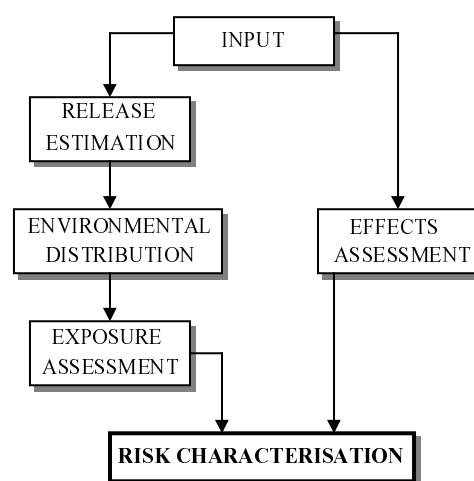 INPUT
RELEASE
ESTIMATION
ENVIRONMENTAL
DISTRIBUTION
EFFECTS
ASSESSMENT
EXPOSURE
ASSESSMENT
RISK CHARACTERISATION